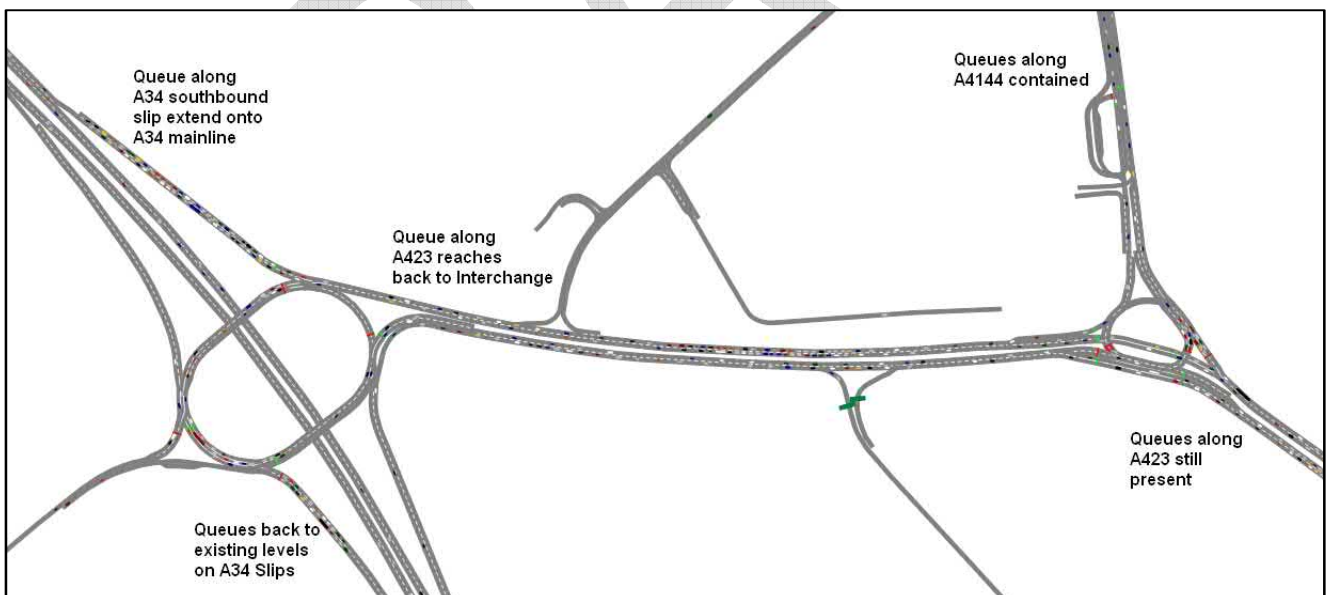 Queue along
A34 southbound
slip extend onto
A34 mainline
Queues along
A4144 contained
Queue along
A423 reaches
back to Interchange
Queues along
A423 still
present
Queues back to
existing levels
on A34 Slips